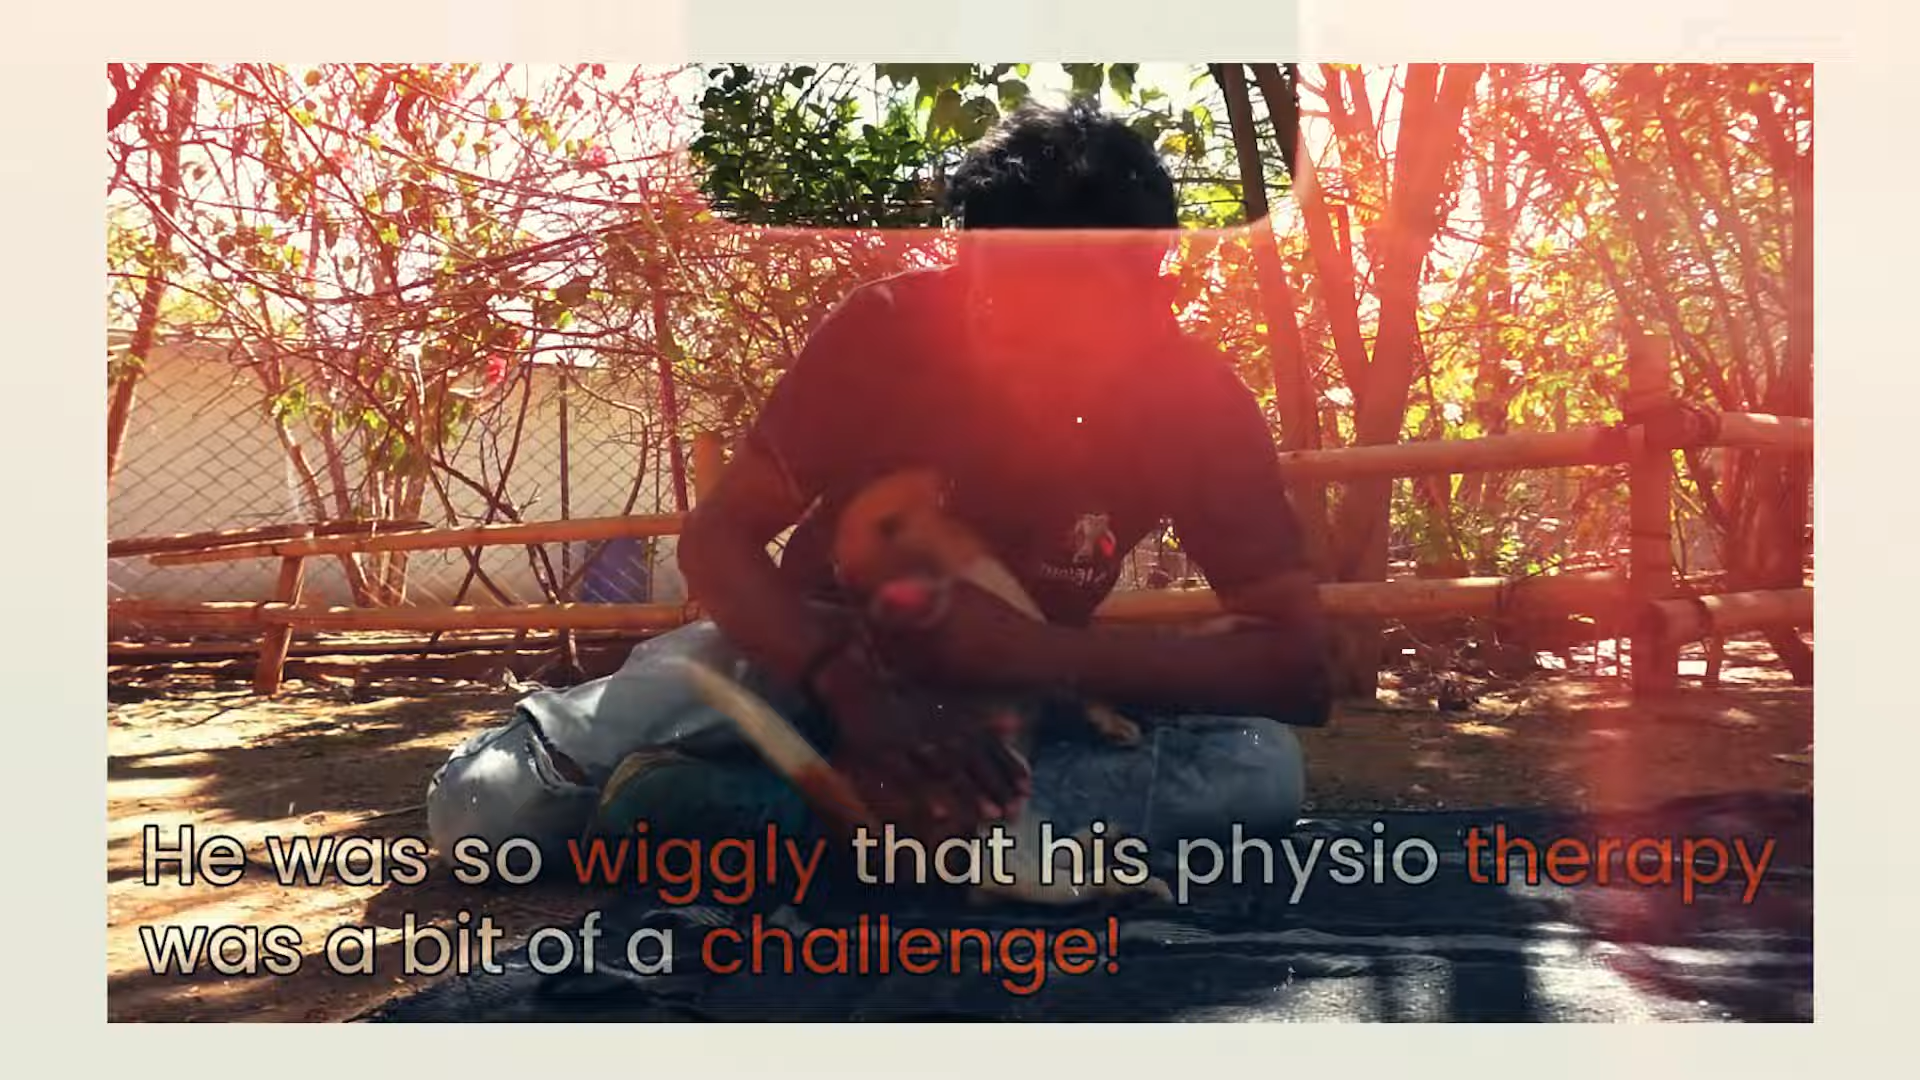 He was so wiggly that his physio therapy
was a bit of a challenge!